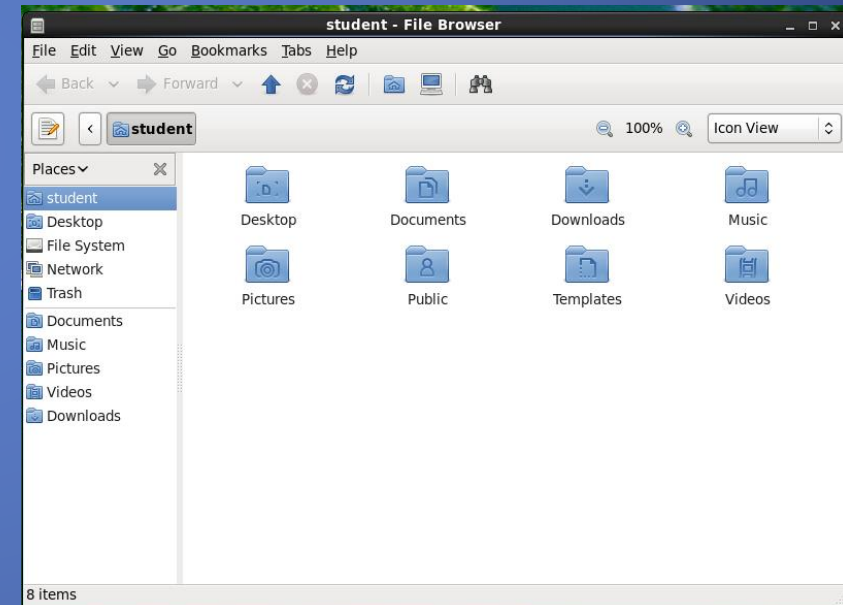 student - File Browser
File Edit View Go Bookmarks Tabs Help
Back Forward
student 100% Icon View
Places
student
Desktop
File System
Network
Trash
Documents
Music
Pictures
Videos
Downloads
Desktop Documents Downloads Music
Pictures Public Templates Videos
8 items